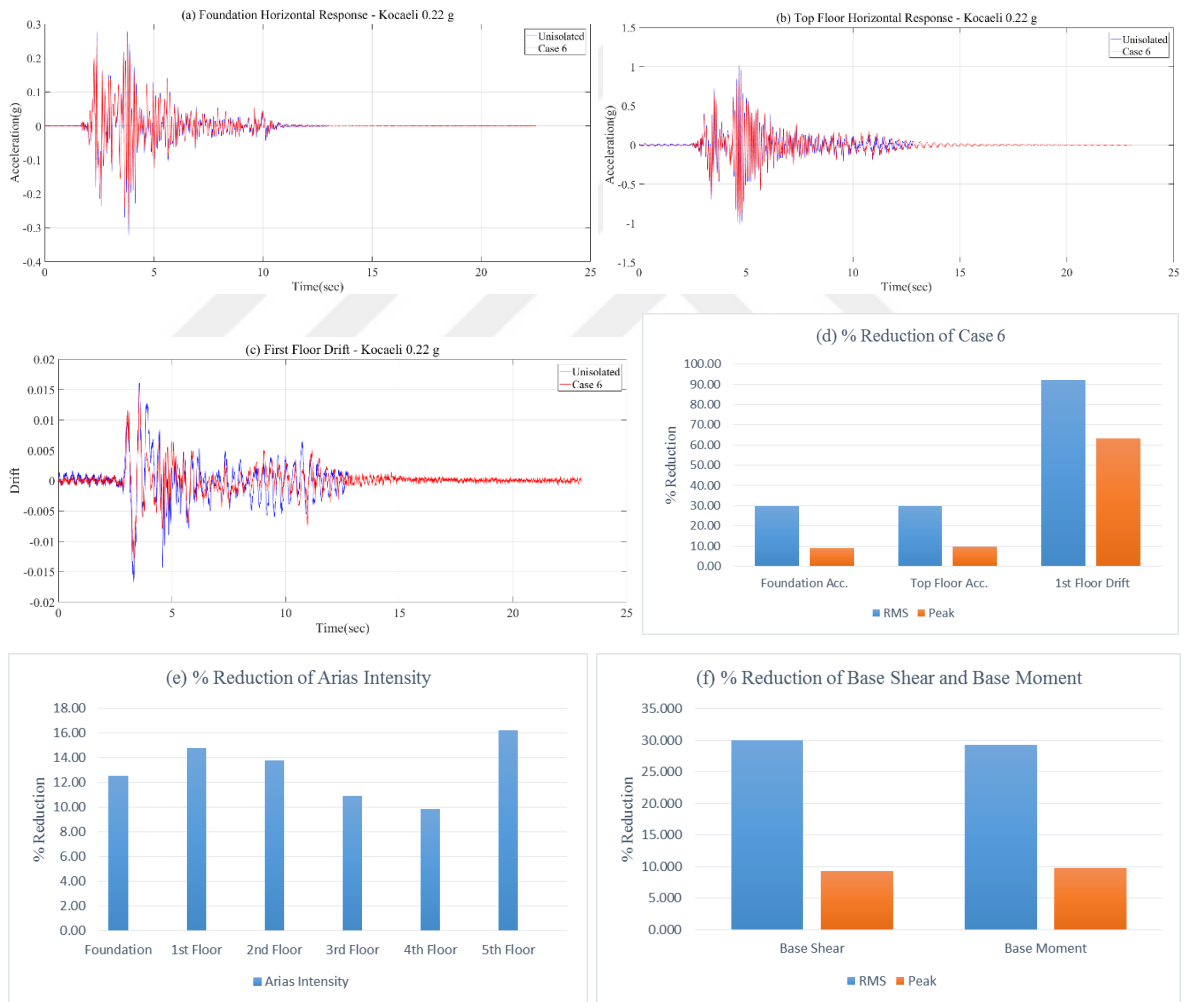 (a) Foundation Horizontal Response - Kocaeli 0.22 g
0.3
0.2
0.1
0
-0.1
-0.2
-0.3
-0.4
Acceleration(g)
Unisolated
Case 6
0 5 10 15 20 25
Time(sec)
(b) Top Floor Horizontal Response - Kocaeli 0.22 g
1.5
1
0.5
0
-0.5
-1
-1.5
Acceleration(g)
Unisolated
Case 6
0 5 10 15 20 25
Time(sec)
(c) First Floor Drift - Kocaeli 0.22 g
0.02
0.015
0.01
0.005
0
-0.005
-0.01
-0.015
-0.02
Drift
Unisolated
Case 6
0 5 10 15 20 25
Time(sec)
(d) % Reduction of Case 6
100.00
90.00
80.00
70.00
60.00
50.00
40.00
30.00
20.00
10.00
0.00
% Reduction
Foundation Acc. Top Floor Acc. 1st Floor Drift
RMS Peak
(e) % Reduction of Arias Intensity
18.00
16.00
14.00
12.00
10.00
8.00
6.00
4.00
2.00
0.00
% Reduction
Foundation 1st Floor 2nd Floor 3rd Floor 4th Floor 5th Floor
Arias Intensity
(f) % Reduction of Base Shear and Base Moment
35.000
30.000
25.000
20.000
15.000
10.000
5.000
0.000
% Reduction
Base Shear Base Moment
RMS Peak